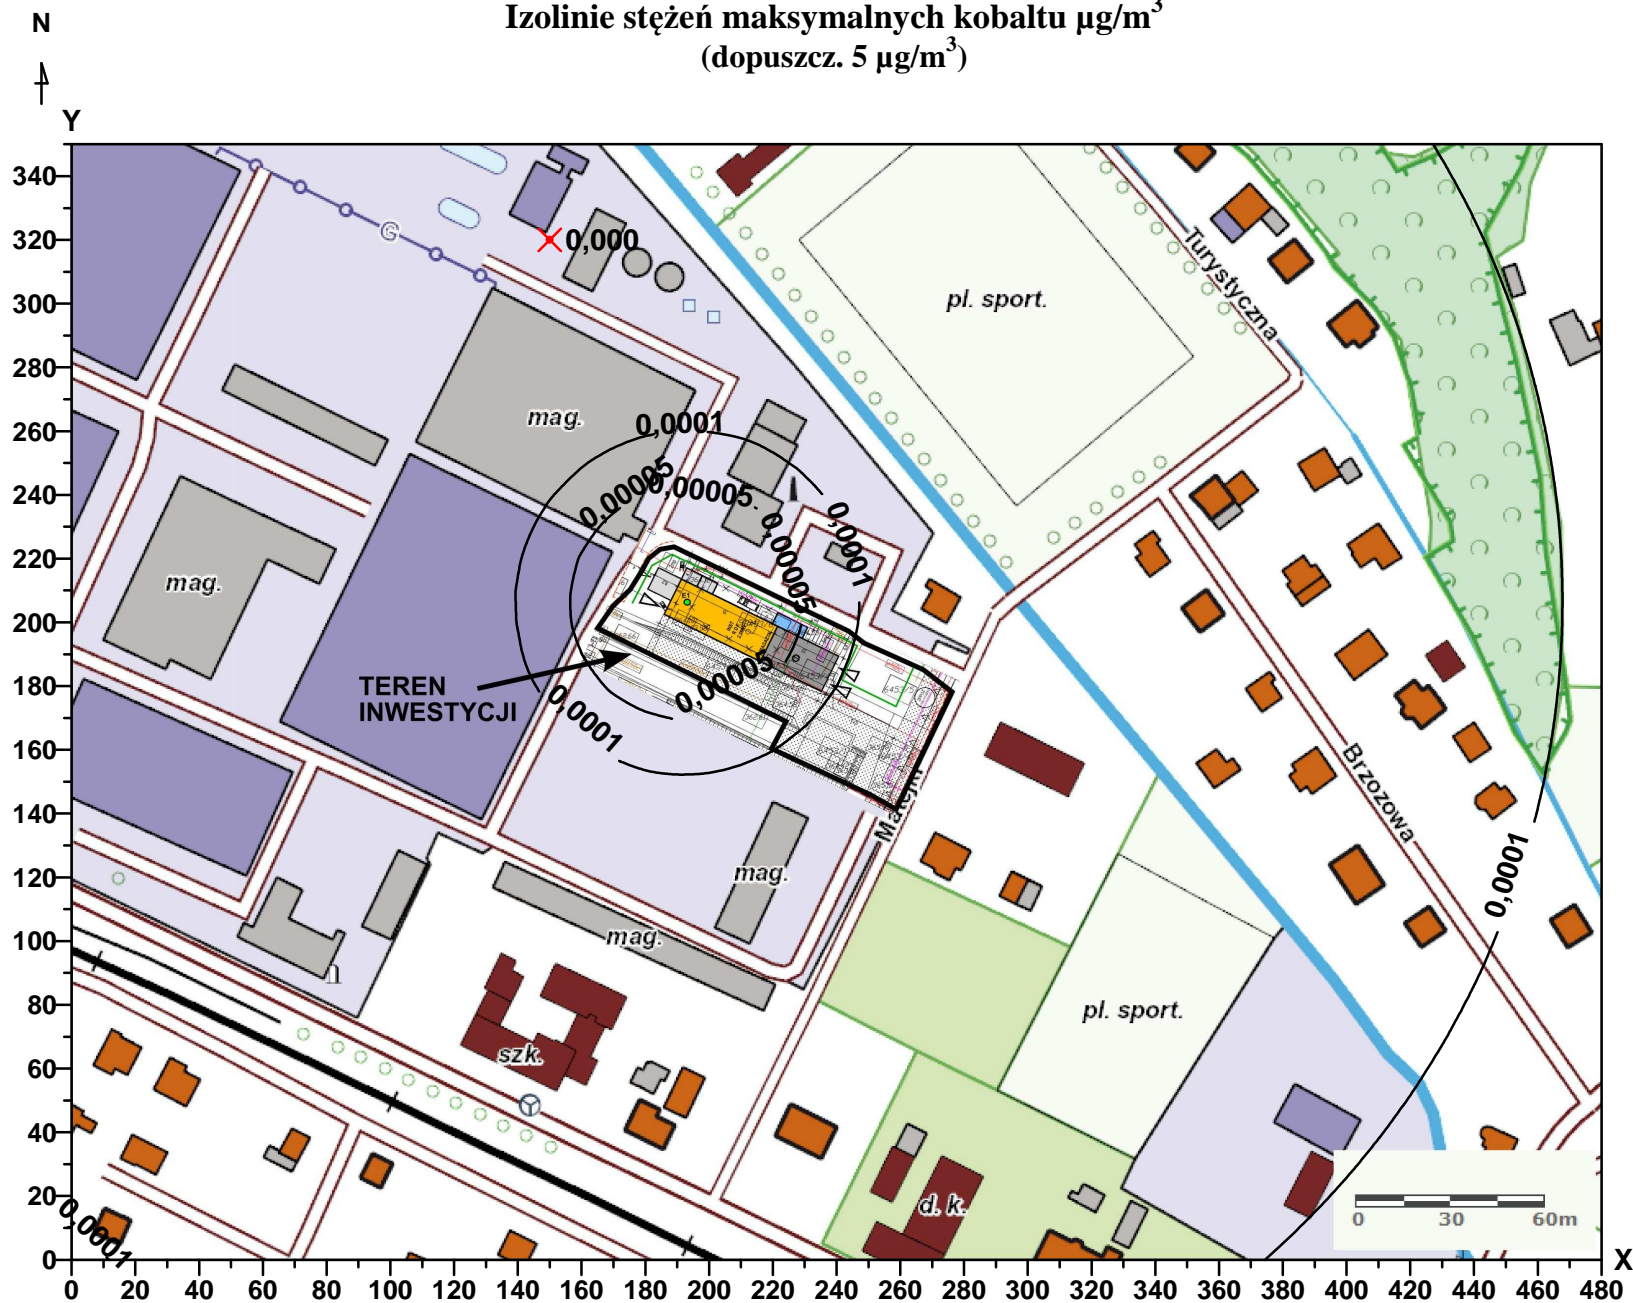 Izolinie stężeń maksymalnych kobaltu µg/m³
(dopuszcz. 5 µg/m³)
N
Y
340
320
300
280
260
240
220
200
180
160
140
120
100
80
60
40
20
0
G
0,000
pl. sport.
Turystyczna
mag.
0,0001
0,00005
0,00005
0,00005
0,0001
mag.
E1
TEREN
INWESTYCJI
0,00005
0,0001
Matejki
Brzozowa
mag.
0,0001
mag.
pl. sport.
szk.
d. k.
0,0001
0 30 60m
X
0 20 40 60 80 100 120 140 160 180 200 220 240 260 280 300 320 340 360 380 400 420 440 460 480